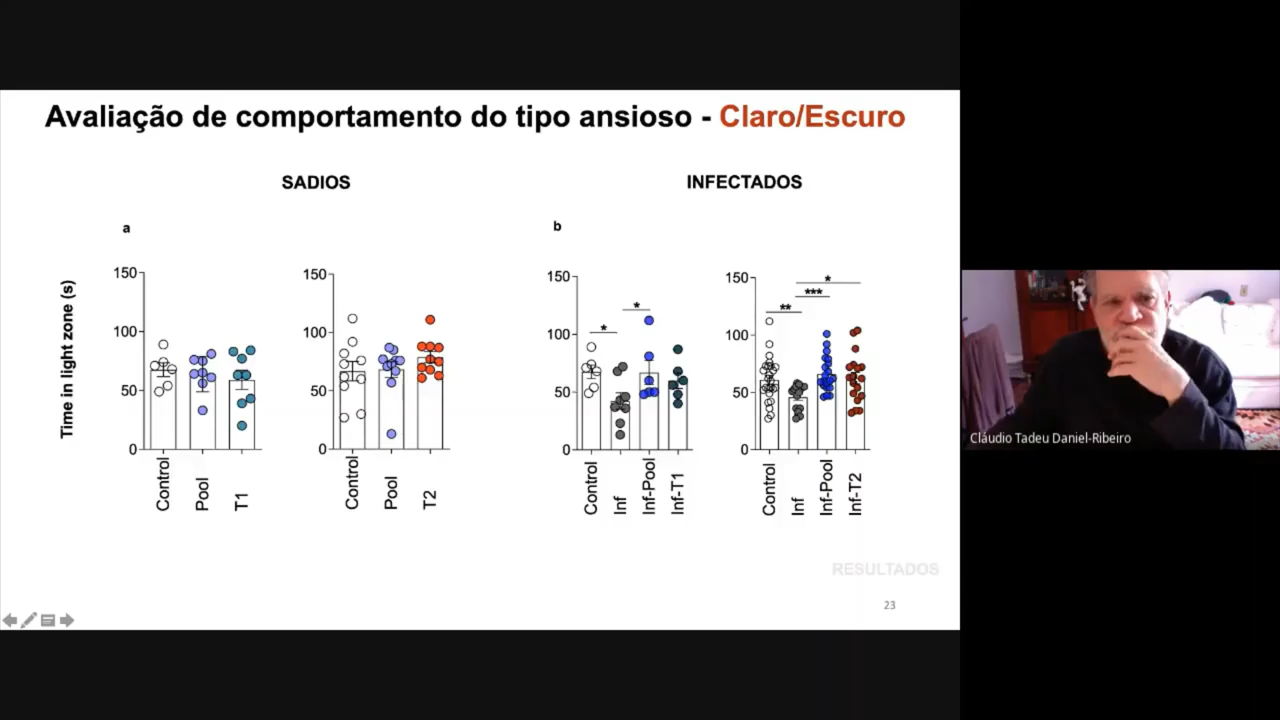 Avaliação de comportamento do tipo ansioso - Claro/Escuro
SADIOS
INFECTADOS
a
b
Time in light zone (s)
150
100
50
0
Control
Pool
T1
150
100
50
0
Control
Pool
T2
150
100
50
0
*
*
Control
Inf
Inf-Pool
Inf-T1
150
100
50
0
**
***
*
Control
Inf
Inf-Pool
Inf-T2
RESULTADOS
23
Cláudio Tadeu Daniel-Ribeiro